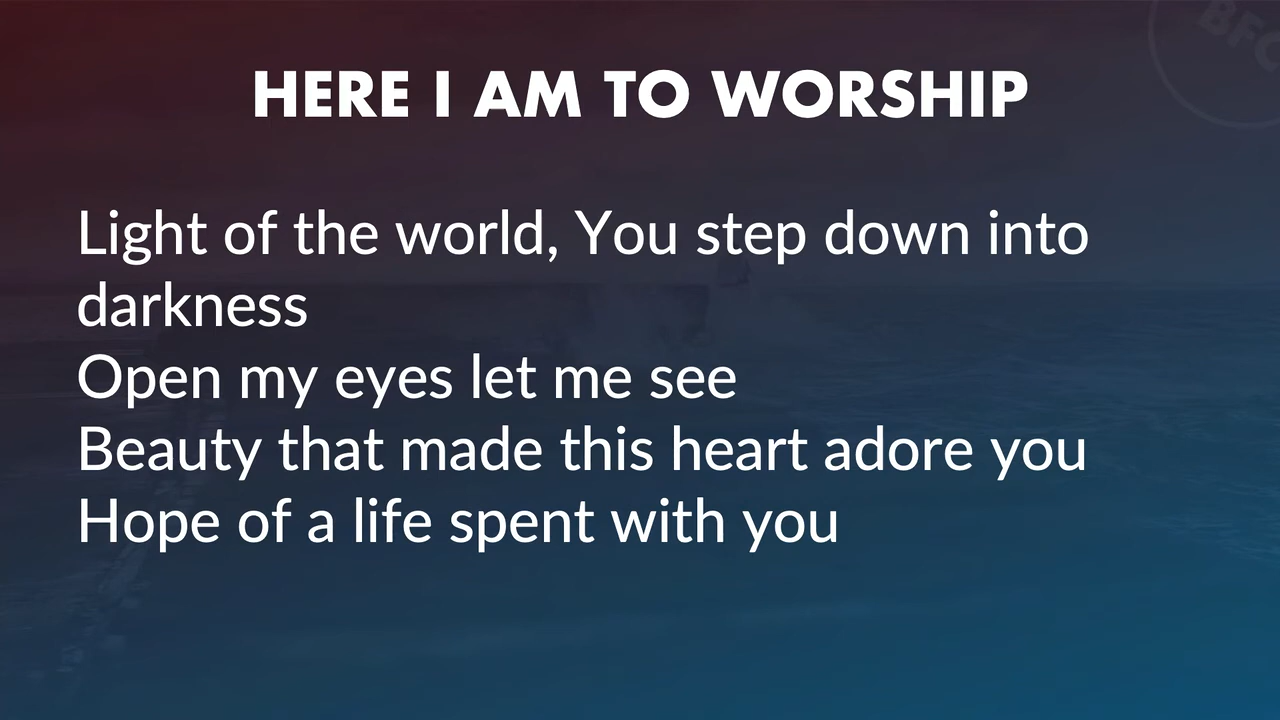 BFC
HERE I AM TO WORSHIP
Light of the world, You step down into
darkness
Open my eyes let me see
Beauty that made this heart adore you
Hope of a life spent with you